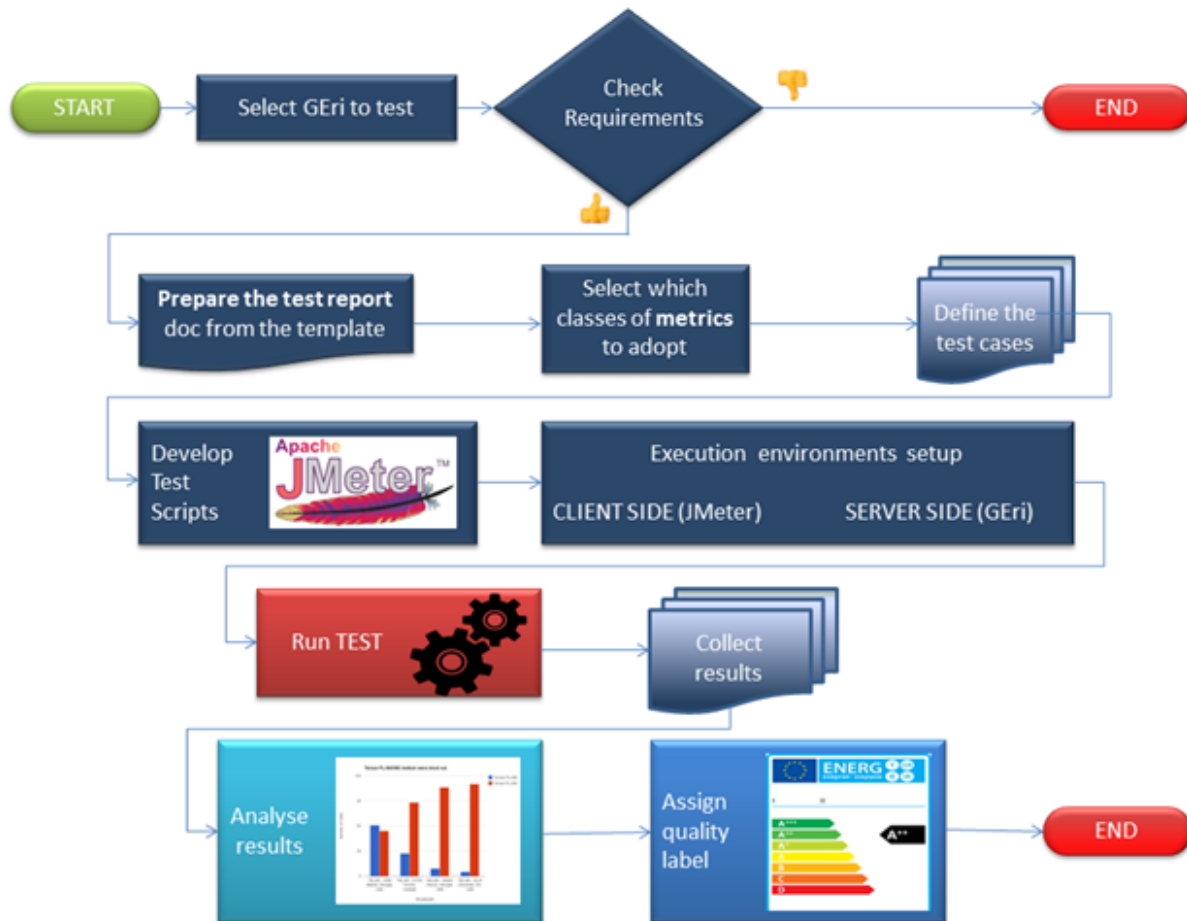 START
Select GEri to test
Check
Requirements
END
Prepare the test report
doc from the template
Select which
classes of metrics
to adopt
Define the
test cases
Develop
Test
Scripts
Apache
JMeter™
Execution environments setup
CLIENT SIDE (JMeter)
SERVER SIDE (GEri)
Run TEST
Collect
results
Analyse
results
Assign
quality
label
ENERG
A+++
A++
A+
A
B
C
D
A++
END